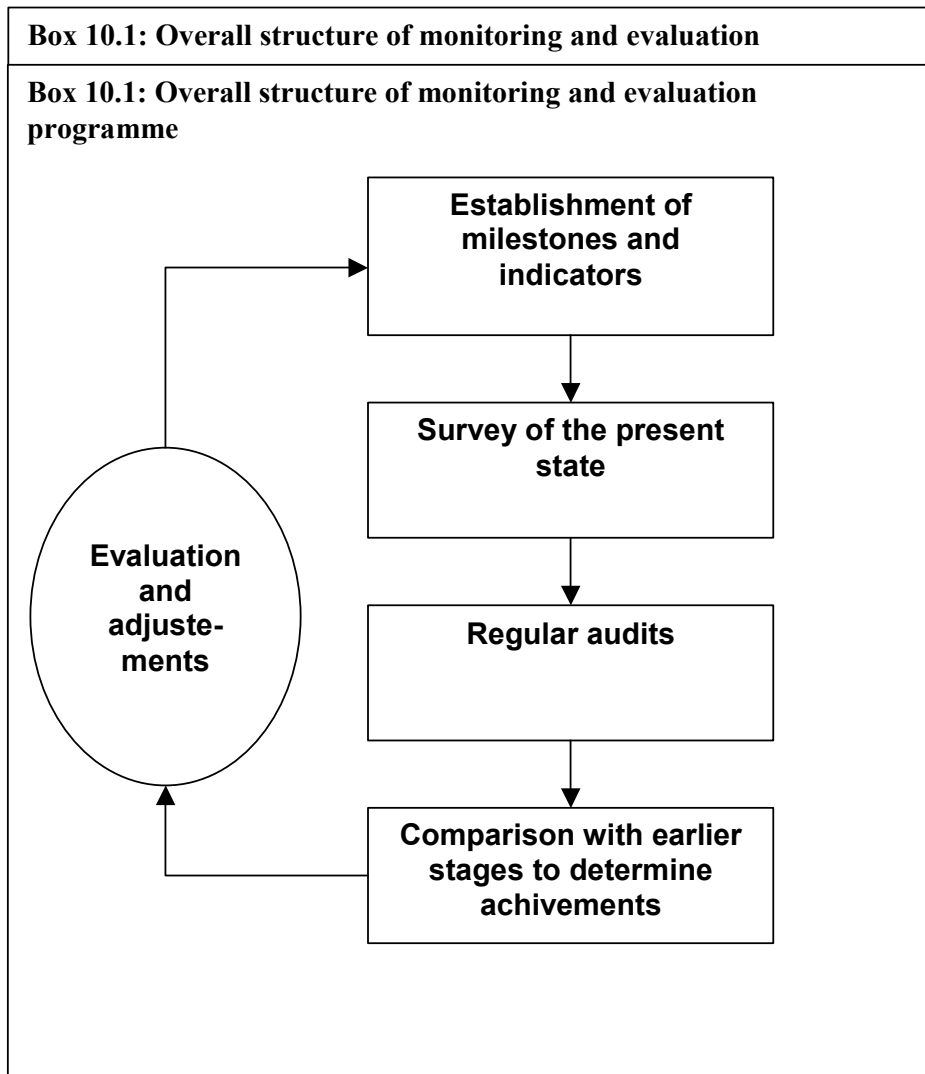 Box 10.1: Overall structure of monitoring and evaluation
Box 10.1: Overall structure of monitoring and evaluation
programme
Establishment of
milestones and
indicators
Survey of the present
state
Evaluation
and
adjuste-
ments
Regular audits
Comparison with earlier
stages to determine
achivements